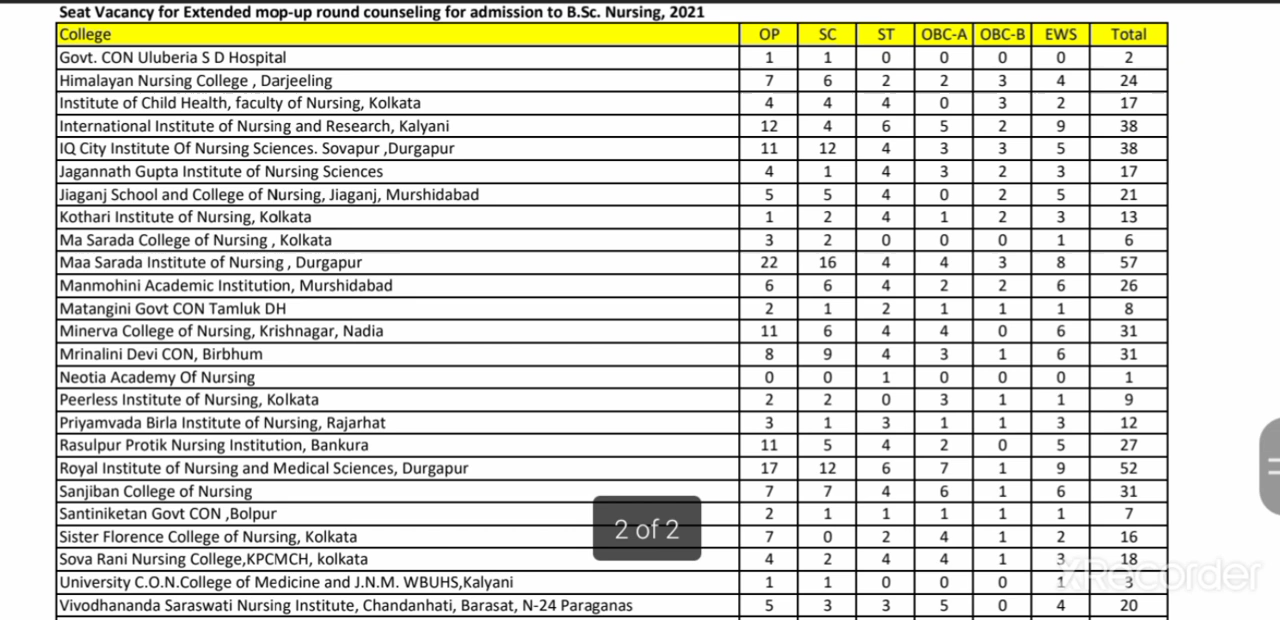 Seat Vacancy for Extended mop-up round counseling for admission to B.Sc. Nursing, 2021
College OP SC ST OBC-A OBC-B EWS Total
Govt. CON Uluberia S D Hospital 1 1 0 0 0 0 2
Himalayan Nursing College , Darjeeling 7 6 2 2 3 4 24
Institute of Child Health, faculty of Nursing, Kolkata 4 4 4 0 3 2 17
International Institute of Nursing and Research, Kalyani 12 4 6 5 2 9 38
IQ City Institute Of Nursing Sciences. Sovapur ,Durgapur 11 12 4 3 3 5 38
Jagannath Gupta Institute of Nursing Sciences 4 1 4 3 2 3 17
Jiaganj School and College of Nursing, Jiaganj, Murshidabad 5 5 4 0 2 5 21
Kothari Institute of Nursing, Kolkata 1 2 4 1 2 3 13
Ma Sarada College of Nursing , Kolkata 3 2 0 0 0 1 6
Maa Sarada Institute of Nursing , Durgapur 22 16 4 4 3 8 57
Manmohini Academic Institution, Murshidabad 6 6 4 2 2 6 26
Matangini Govt CON Tamluk DH 2 1 2 1 1 1 8
Minerva College of Nursing, Krishnagar, Nadia 11 6 4 4 0 6 31
Mrinalini Devi CON, Birbhum 8 9 4 3 1 6 31
Neotia Academy Of Nursing 0 0 1 0 0 0 1
Peerless Institute of Nursing, Kolkata 2 2 0 3 1 1 9
Priyamvada Birla Institute of Nursing, Rajarhat 3 1 3 1 1 3 12
Rasulpur Protik Nursing Institution, Bankura 11 5 4 2 0 5 27
Royal Institute of Nursing and Medical Sciences, Durgapur 17 12 6 7 1 9 52
Sanjiban College of Nursing 7 7 4 6 1 6 31
Santiniketan Govt CON ,Bolpur 2 1 1 1 1 1 7
2 of 2
Sister Florence College of Nursing, Kolkata 7 0 2 4 1 2 16
Sova Rani Nursing College,KPCMCH, kolkata 4 2 4 4 1 3 18
University C.O.N.College of Medicine and J.N.M. WBUHS,Kalyani 1 1 0 0 0 1 3
XRecorder
Vivodhananda Saraswati Nursing Institute, Chandanhati, Barasat, N-24 Paraganas 5 3 3 5 0 4 20